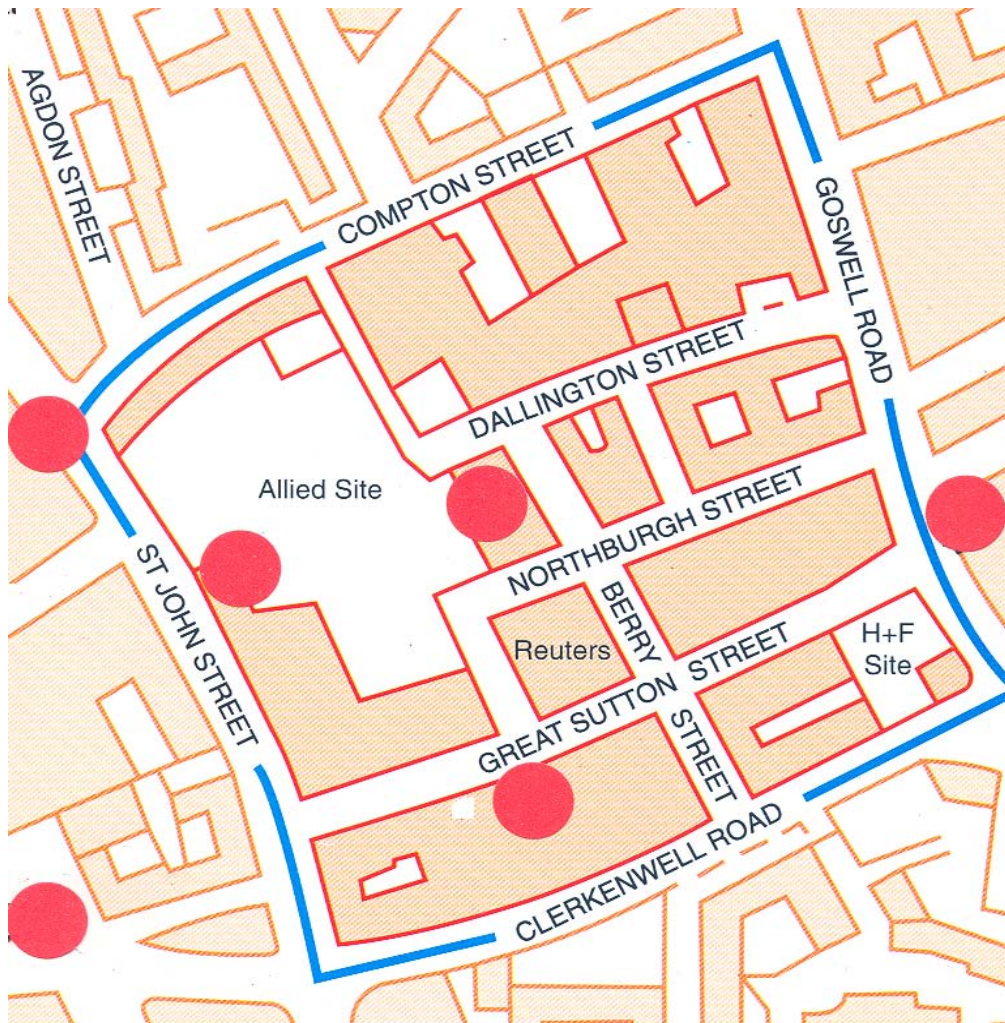 AGDON STREET
COMPTON STREET
GOSWELL ROAD
DALLINGTON STREET
Allied Site
NORTHBURGH STREET
ST JOHN STREET
BERRY
STREET
Reuters
H+F
Site
GREAT SUTTON STREET
CLERKENWELL ROAD